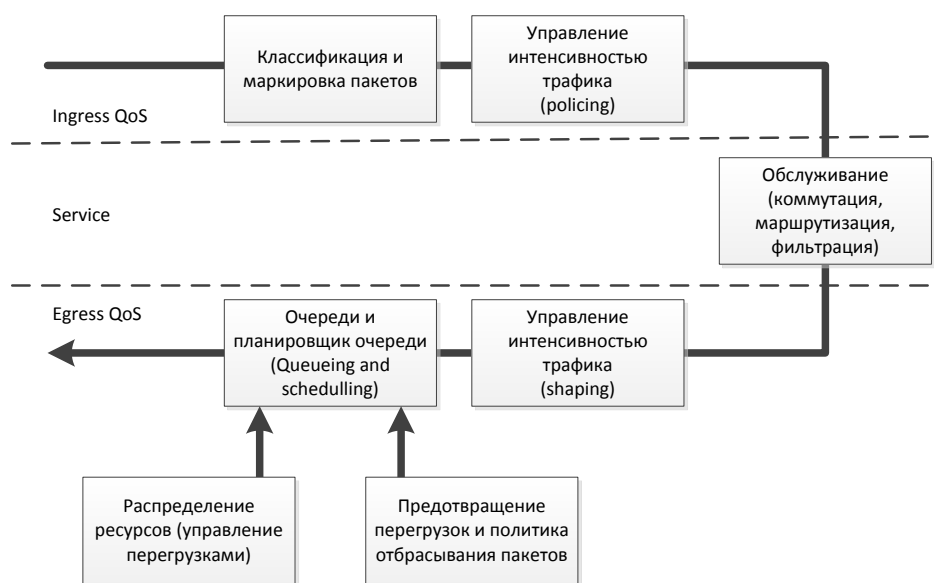 Классификация и
маркировка пакетов
Управление
интенсивностью
трафика
(policing)
Ingress QoS
Service
Обслуживание
(коммутация,
маршрутизация,
фильтрация)
Egress QoS
Очереди и
планировщик очереди
(Queueing and
schedulling)
Управление
интенсивностью
трафика
(shaping)
Распределение
ресурсов (управление
перегрузками)
Предотвращение
перегрузок и политика
отбрасывания пакетов